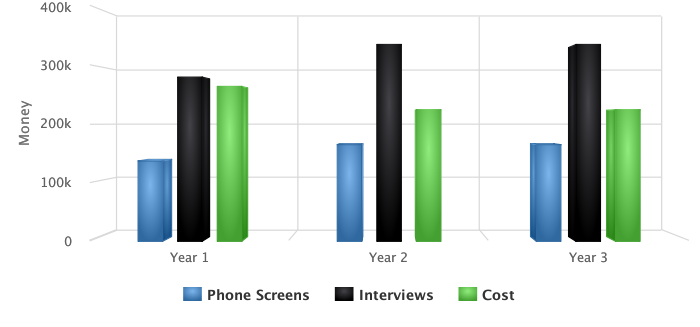 400k
300k
200k
100k
0
Money
Year 1 Year 2 Year 3
Phone Screens Interviews Cost